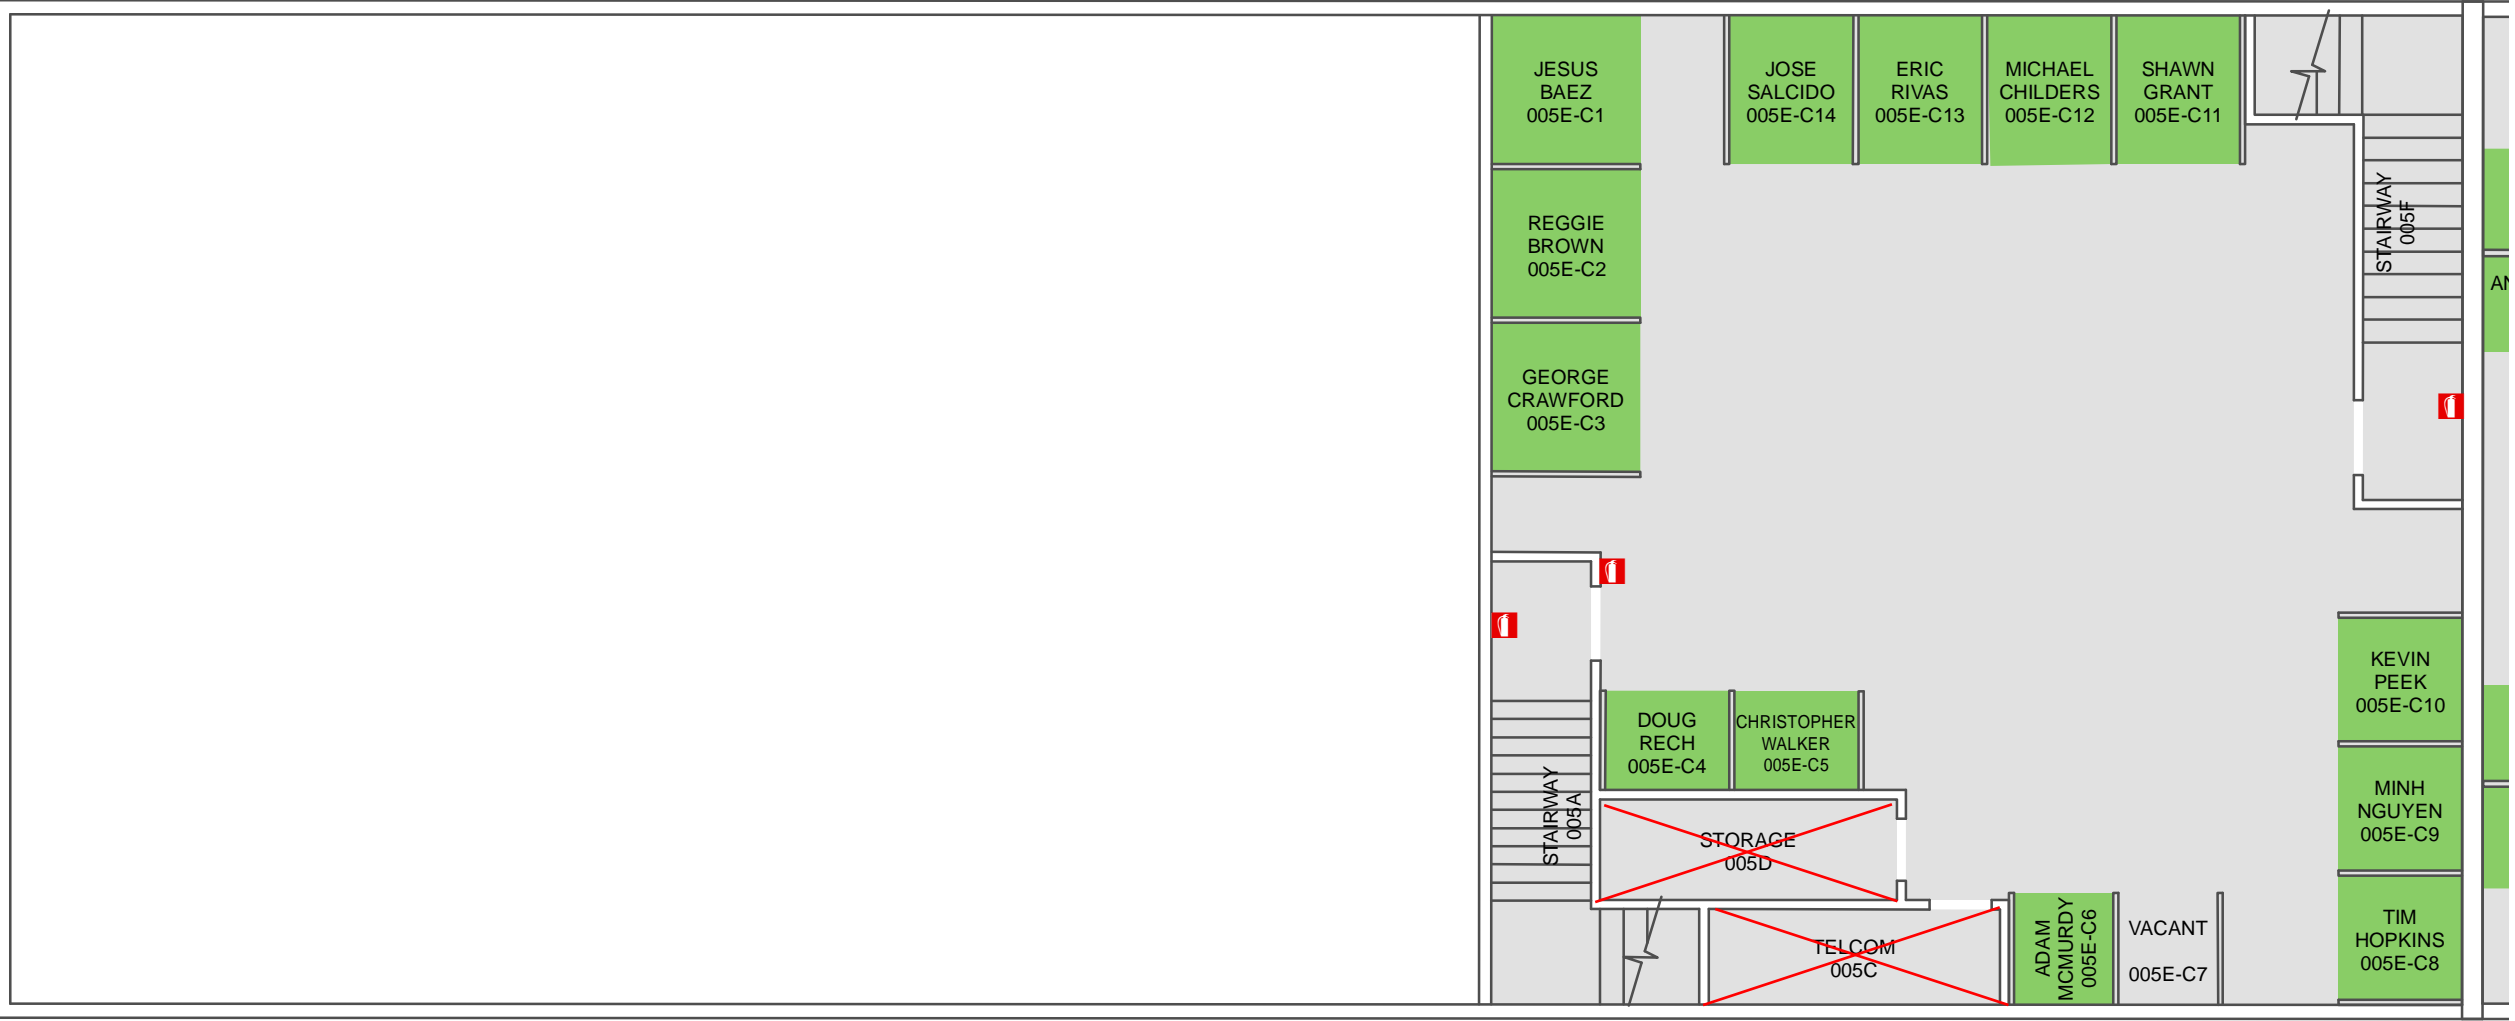 JESUS
BAEZ
005E-C1
JOSE
SALCIDO
005E-C14
ERIC
RIVAS
005E-C13
MICHAEL
CHILDERS
005E-C12
SHAWN
GRANT
005E-C11
REGGIE
BROWN
005E-C2
STAIRWAY
005F
GEORGE
CRAWFORD
005E-C3
KEVIN
PEEK
005E-C10
DOUG
RECH
005E-C4
CHRISTOPHER
WALKER
005E-C5
STAIRWAY
005A
MINH
NGUYEN
005E-C9
STORAGE
005D
TELCOM
005C
ADAM
MCMURDY
005E-C6
VACANT
005E-C7
TIM
HOPKINS
005E-C8